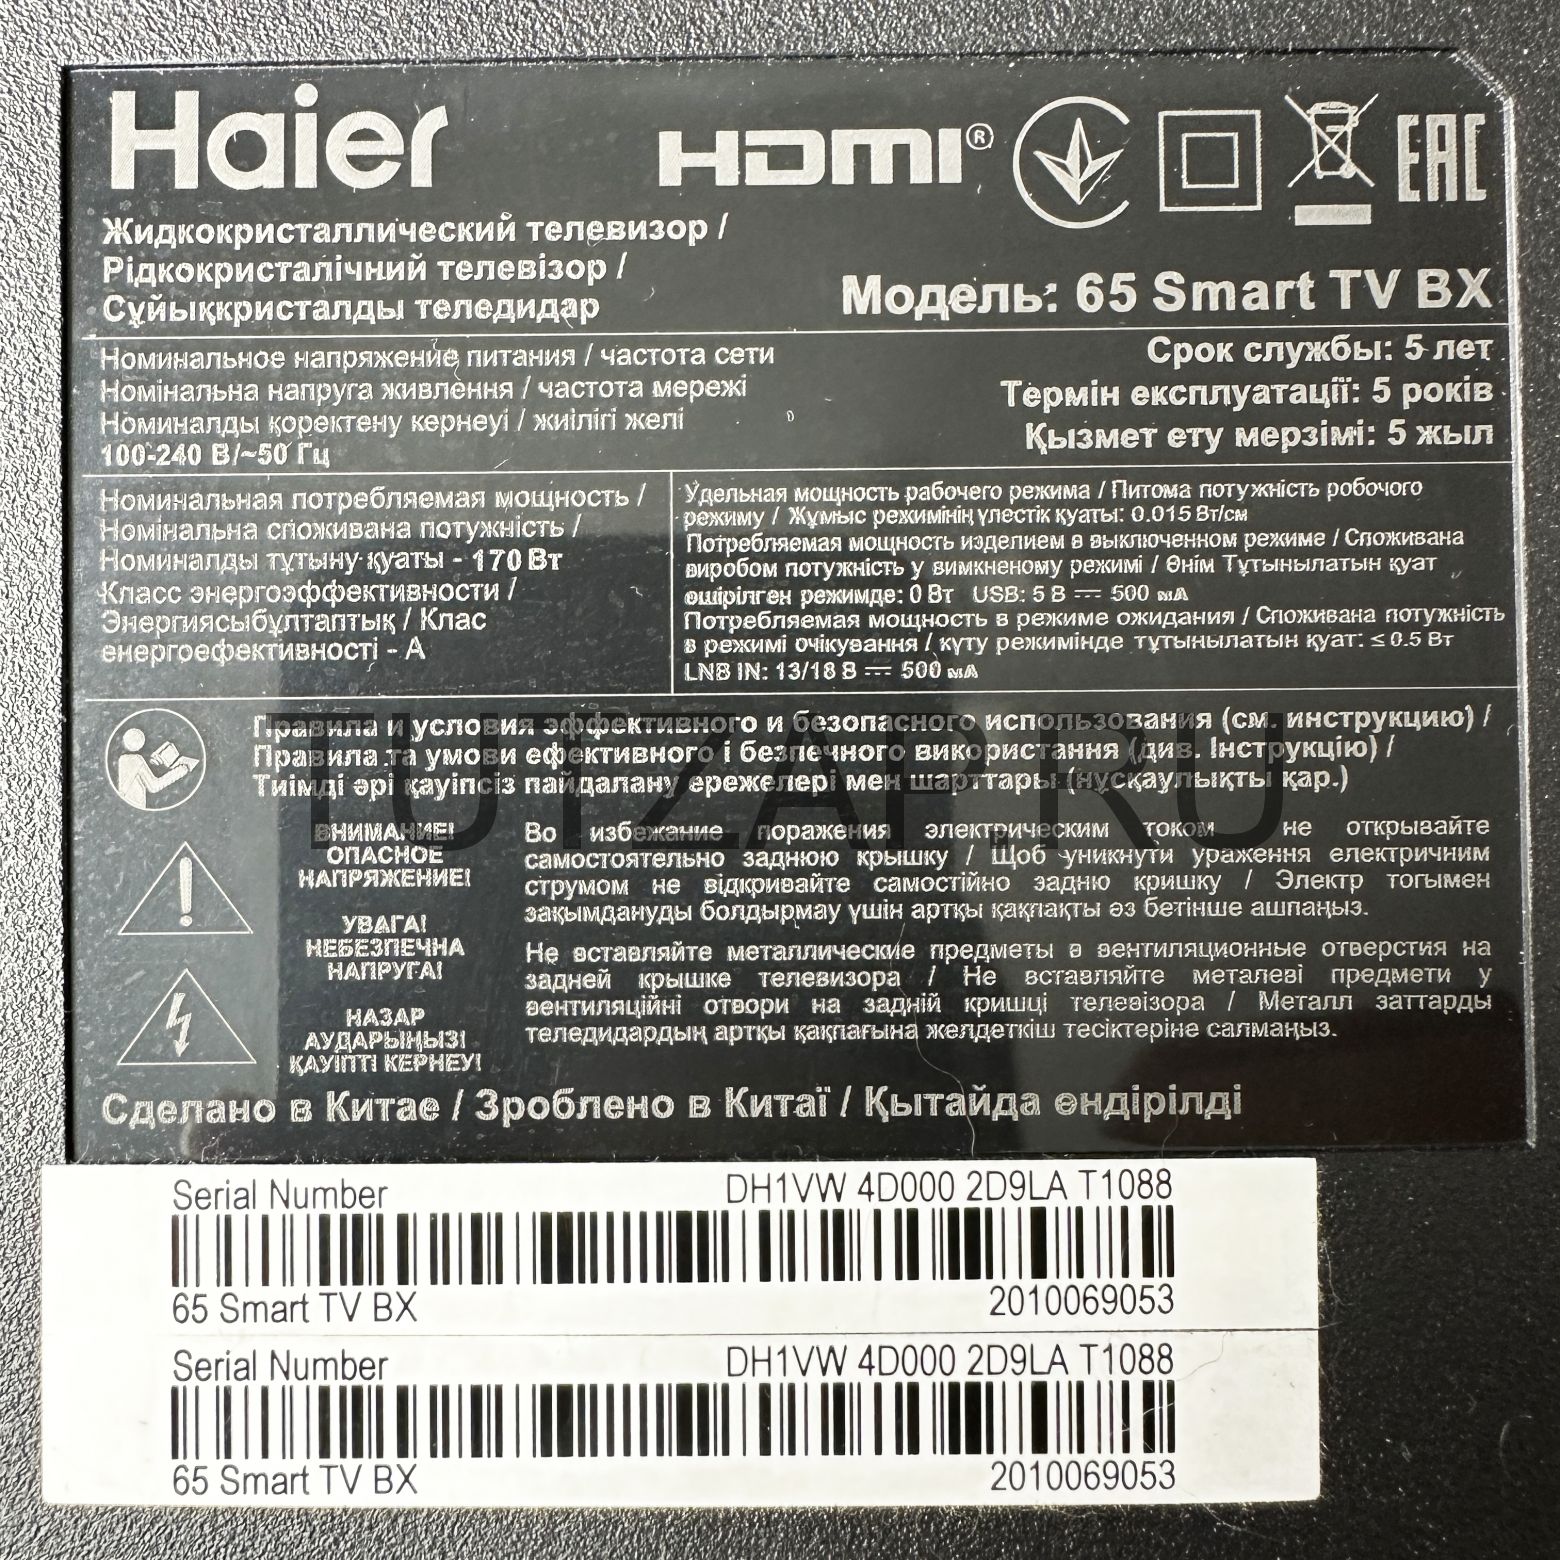 Haier
HDMI®
EAC
Жидкокристаллический телевизор /
Рідкокристалічний телевізор /
Сұйыққкристалды теледидар
Модель: 65 Smart TV BX
Номинальное напряжение питания / частота сети
Номінальна напруга живлення / частота мережі
Номиналды қоректену кернеуі / жиілігі желі
100-240 В/~50 Гц
Срок службы: 5 лет
Термін експлуатації: 5 років
Қызмет ету мерзімі: 5 жыл
Номинальная потребляемая мощность /
Номінальна споживана потужність /
Номиналды тұтыну қуаты - 170 Вт
Класс энергоэффективности /
Энергиясыбұлтаптық / Клас
енергоефективності - А
Удельная мощность рабочего режима / Питома потужність робочого
режиму / Жұмыс режимінің үлестік қуаты: 0.015 Вт/см
Потребляемая мощность изделием в выключенном режиме / Споживана
виробом потужність у вимкненому режимі / Өнім Тұтынылатын қуат
өшірілген режимде: 0 Вт USB: 5 В ⎓ 500 мА
Потребляемая мощность в режиме ожидания / Споживана потужність
в режимі очікування / күту режимінде тұтынылатын қуат: ≤ 0.5 Вт
LNB IN: 13/18 В ⎓ 500 мА
Правила и условия эффективного и безопасного использования (см. инструкцию) /
Правила та умови ефективного і безпечного використання (див. Інструкцію) /
Тиімді әрі қауіпсіз пайдалану ережелері мен шарттары (нұсқаулықты қар.)
TUTZAP.RU
ВНИМАНИЕ!
ОПАСНОЕ
НАПРЯЖЕНИЕ!
УВАГА!
НЕБЕЗПЕЧНА
НАПРУГА!
НАЗАР
АУДАРЫҢЫЗ!
ҚАУІПТІ КЕРНЕУ!
Во избежание поражения электрическим током не открывайте
самостоятельно заднюю крышку / Щоб уникнути ураження електричним
струмом не відкривайте самостійно задню кришку / Электр тогымен
зақымдануды болдырмау үшін артқы қақпақты өз бетінше ашпаңыз.
Не вставляйте металлические предметы в вентиляционные отверстия на
задней крышке телевизора / Не вставляйте металеві предмети у
вентиляційні отвори на задній кришці телевізора / Металл заттарды
теледидардың артқы қақпағына желдеткіш тесіктеріне салмаңыз.
Сделано в Китае / Зроблено в Китаї / Қытайда өндірілді
Serial Number DH1VW 4D000 2D9LA T1088
65 Smart TV BX 2010069053
Serial Number DH1VW 4D000 2D9LA T1088
65 Smart TV BX 2010069053